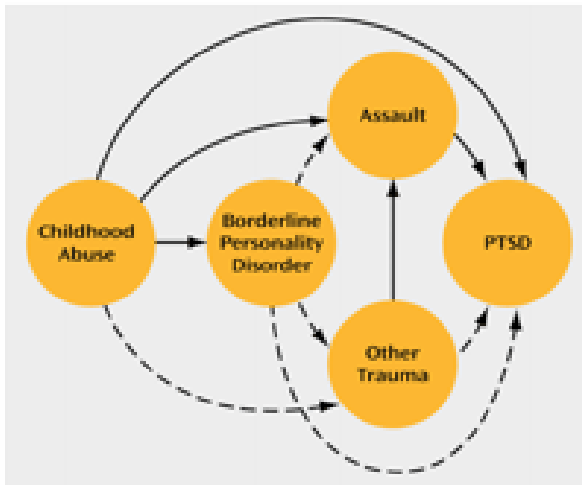 Assault
Childhood
Abuse
Borderline
Personality
Disorder
PTSD
Other
Trauma